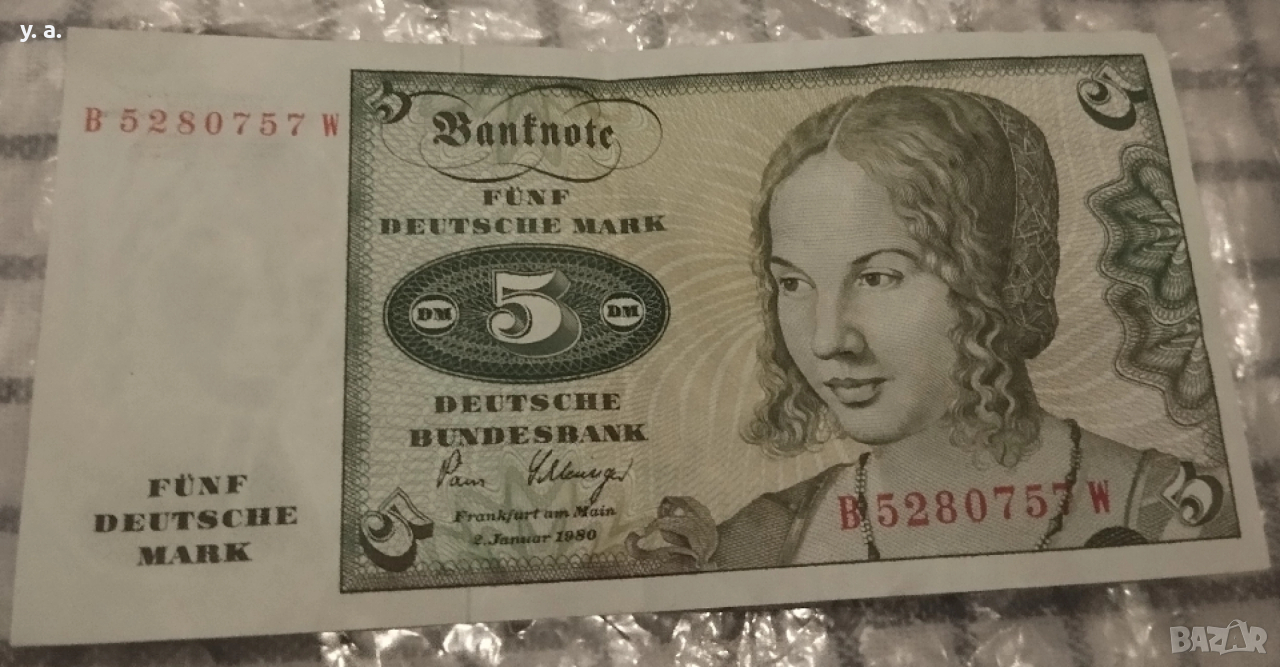 y. a.
B 5280757 W
5
5
Banknote
FÜNF
DEUTSCHE MARK
DM 5 DM
DEUTSCHE
BUNDESBANK
Frankfurt am Main
2. Januar 1980
FÜNF
DEUTSCHE
MARK
B 5280757 W
5
5
BAZAR